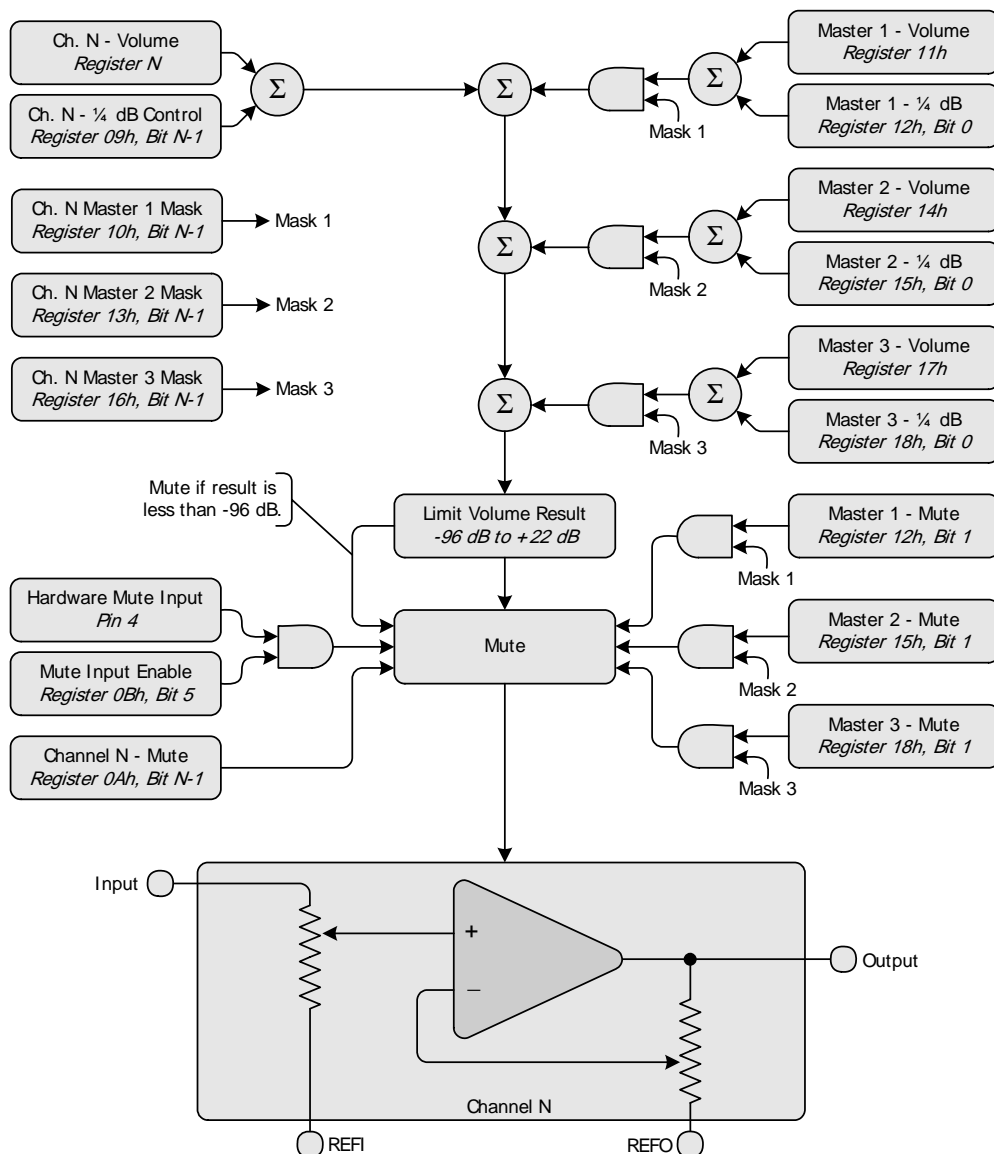 Ch. N - Volume
Register N
Ch. N - ¼ dB Control
Register 09h, Bit N-1
Σ
Σ
Mask 1
Σ
Master 1 - Volume
Register 11h
Master 1 - ¼ dB
Register 12h, Bit 0
Ch. N Master 1 Mask
Register 10h, Bit N-1
Mask 1
Ch. N Master 2 Mask
Register 13h, Bit N-1
Mask 2
Ch. N Master 3 Mask
Register 16h, Bit N-1
Mask 3
Σ
Mask 2
Σ
Master 2 - Volume
Register 14h
Master 2 - ¼ dB
Register 15h, Bit 0
Σ
Mask 3
Σ
Master 3 - Volume
Register 17h
Master 3 - ¼ dB
Register 18h, Bit 0
Mute if result is
less than -96 dB.
Limit Volume Result
-96 dB to +22 dB
Mask 1
Master 1 - Mute
Register 12h, Bit 1
Hardware Mute Input
Pin 4
Mute Input Enable
Register 0Bh, Bit 5
Mute
Mask 2
Master 2 - Mute
Register 15h, Bit 1
Channel N - Mute
Register 0Ah, Bit N-1
Mask 3
Master 3 - Mute
Register 18h, Bit 1
Input
+
−
Output
Channel N
REFI
REFO